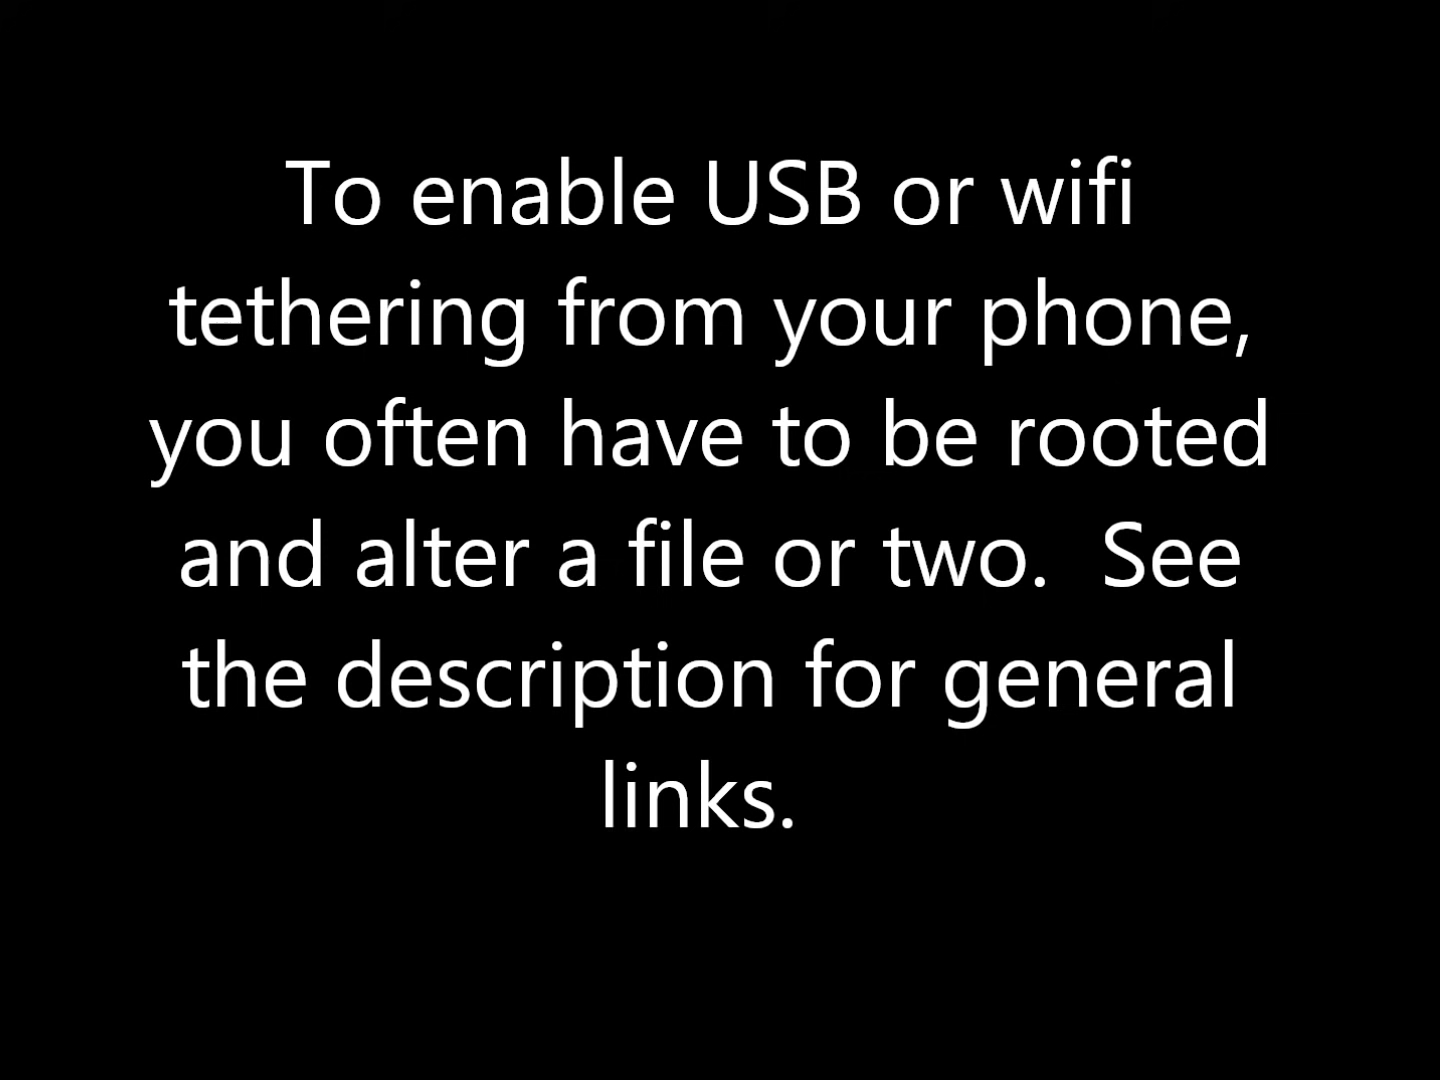 To enable USB or wifi
tethering from your phone,
you often have to be rooted
and alter a file or two.  See
the description for general
links.